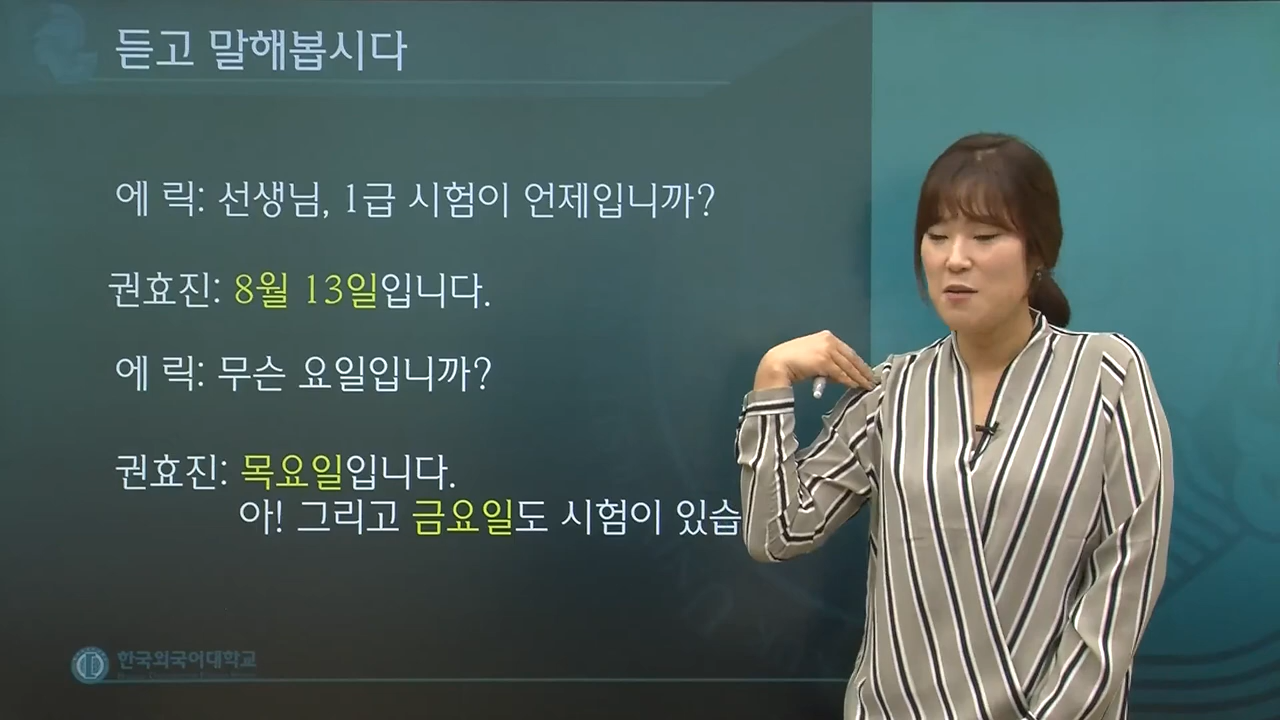 듣고 말해봅시다
에 릭: 선생님, 1급 시험이 언제입니까?
권효진: 8월 13일입니다.
에 릭: 무슨 요일입니까?
권효진: 목요일입니다.
아! 그리고 금요일도 시험이 있습
한국외국어대학교